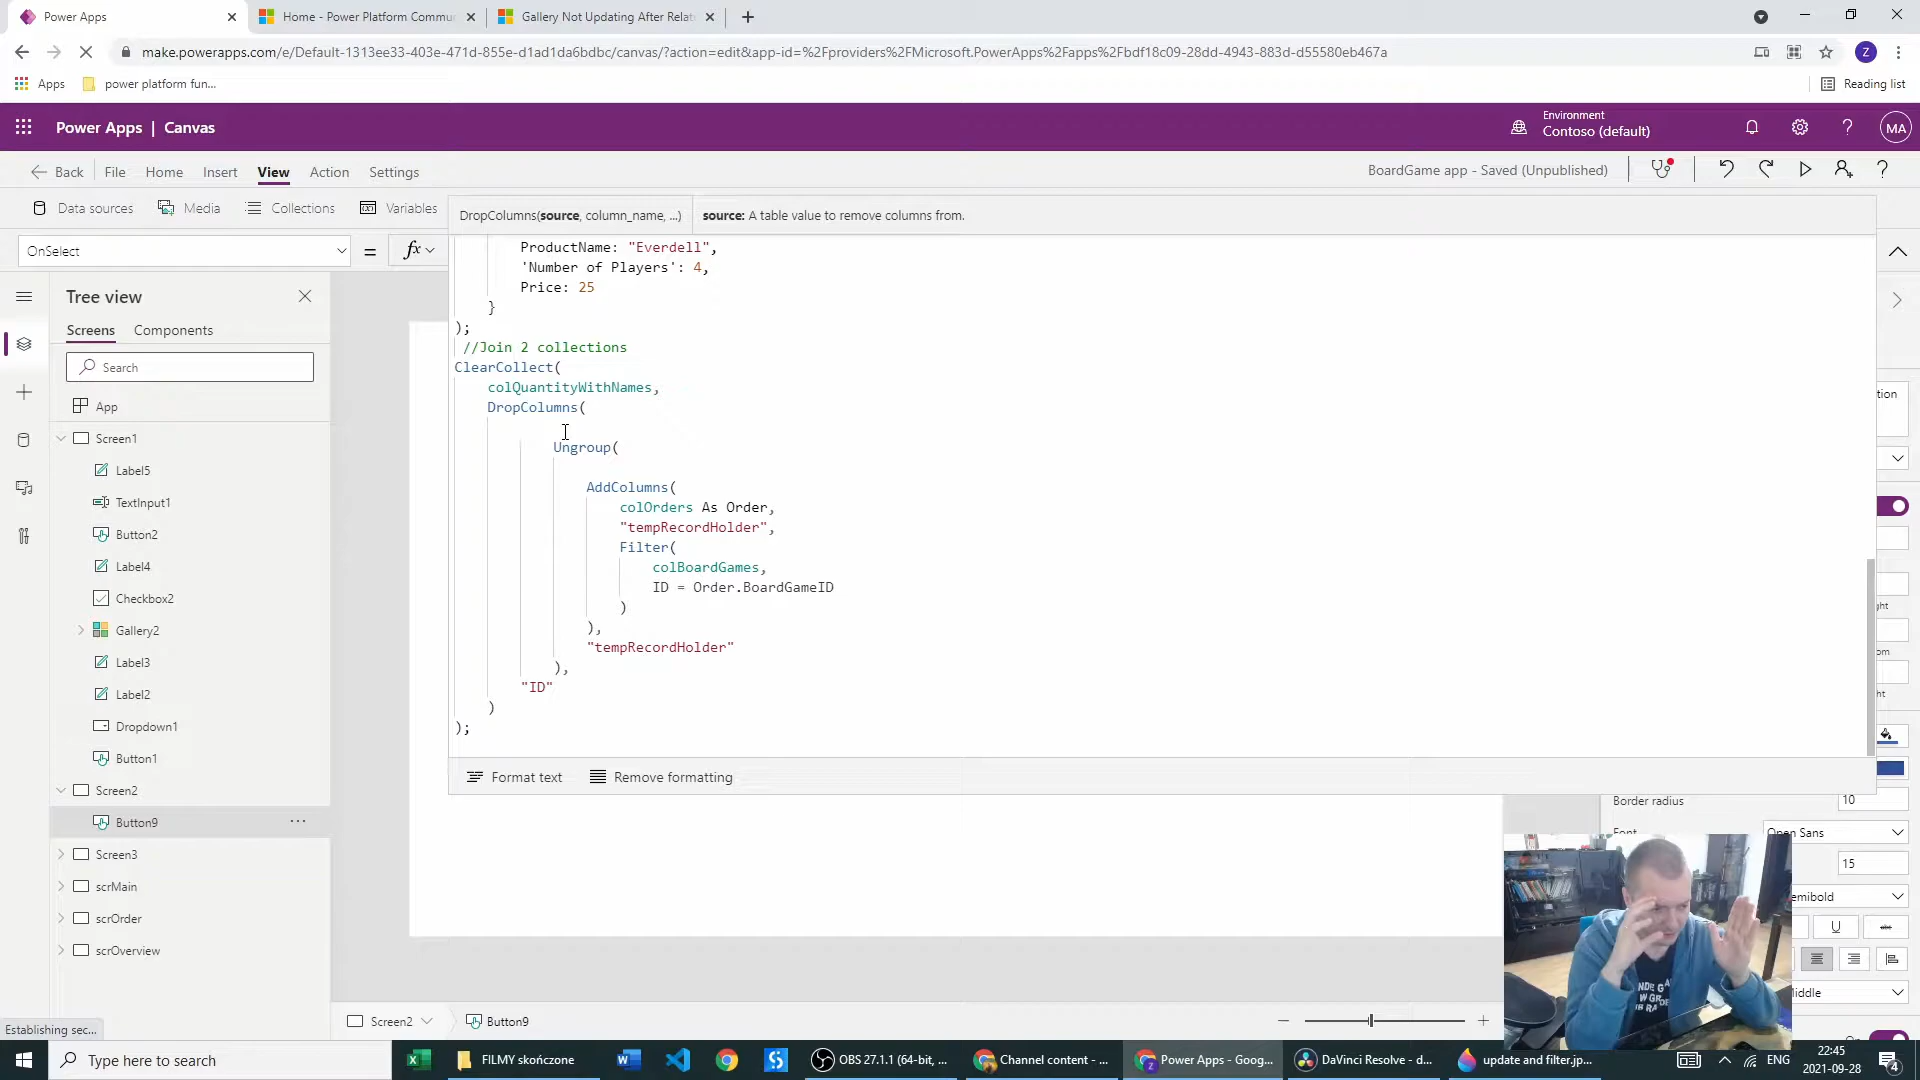 Power Apps
Home - Power Platform Commu
Gallery Not Updating After Relat
make.powerapps.com/e/Default-1313ee33-403e-471d-855e-d1ad1da6bdbc/canvas/?action=edit&app-id=%2Fproviders%2FMicrosoft.PowerApps%2Fapps%2Fbdf18c09-28dd-4943-883d-d55580eb467a
Z
Apps
power platform fun...
Reading list
Power Apps | Canvas
Environment
Contoso (default)
MA
Back
File
Home
Insert
View
Action
Settings
BoardGame app - Saved (Unpublished)
Data sources
Media
Collections
Variables
DropColumns(source, column_name, ...)
source: A table value to remove columns from.
OnSelect
=
fx
ProductName: "Everdell",
'Number of Players': 4,
Price: 25
}
);
//Join 2 collections
ClearCollect(
colQuantityWithNames,
DropColumns(
Ungroup(
AddColumns(
colOrders As Order,
"tempRecordHolder",
Filter(
colBoardGames,
ID = Order.BoardGameID
)
),
"tempRecordHolder"
),
"ID"
)
);
Format text
Remove formatting
Tree view
Screens
Components
Search
App
Screen1
Label5
TextInput1
Button2
Label4
Checkbox2
Gallery2
Label3
Label2
Dropdown1
Button1
Screen2
Button9
Screen3
scrMain
scrOrder
scrOverview
tion
ght
om
ht
Border radius
10
Font
Open Sans
15
emibold
U
iddle
On
Establishing sec...
Screen2
Button9
Type here to search
FILMY skończone
OBS 27.1.1 (64-bit, ...
Channel content - ...
Power Apps - Goog...
DaVinci Resolve - d...
update and filter.jp...
ENG
22:45
2021-09-28
4